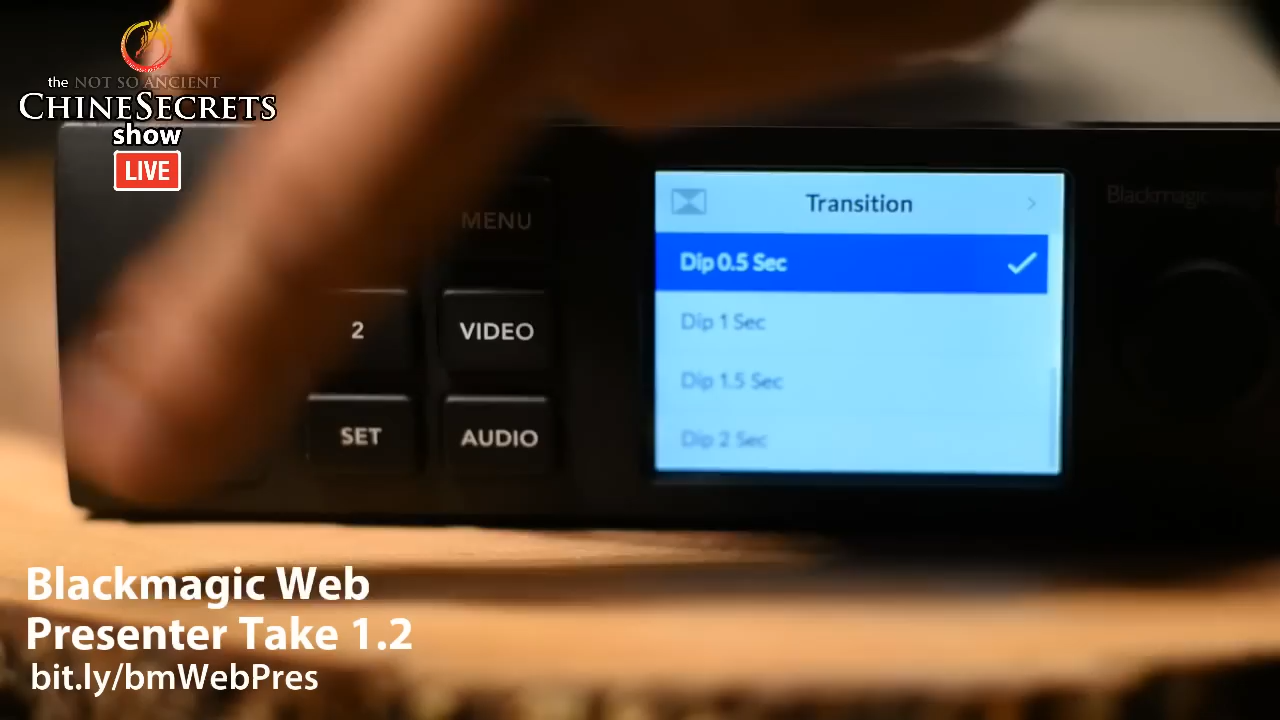 the NOT SO ANCIENT
CHINESECRETS
show
LIVE
MENU
2
VIDEO
SET
AUDIO
Transition
Dip 0.5 Sec
Dip 1 Sec
Dip 1.5 Sec
Dip 2 Sec
Blackmagic
Blackmagic Web
Presenter Take 1.2
bit.ly/bmWebPres